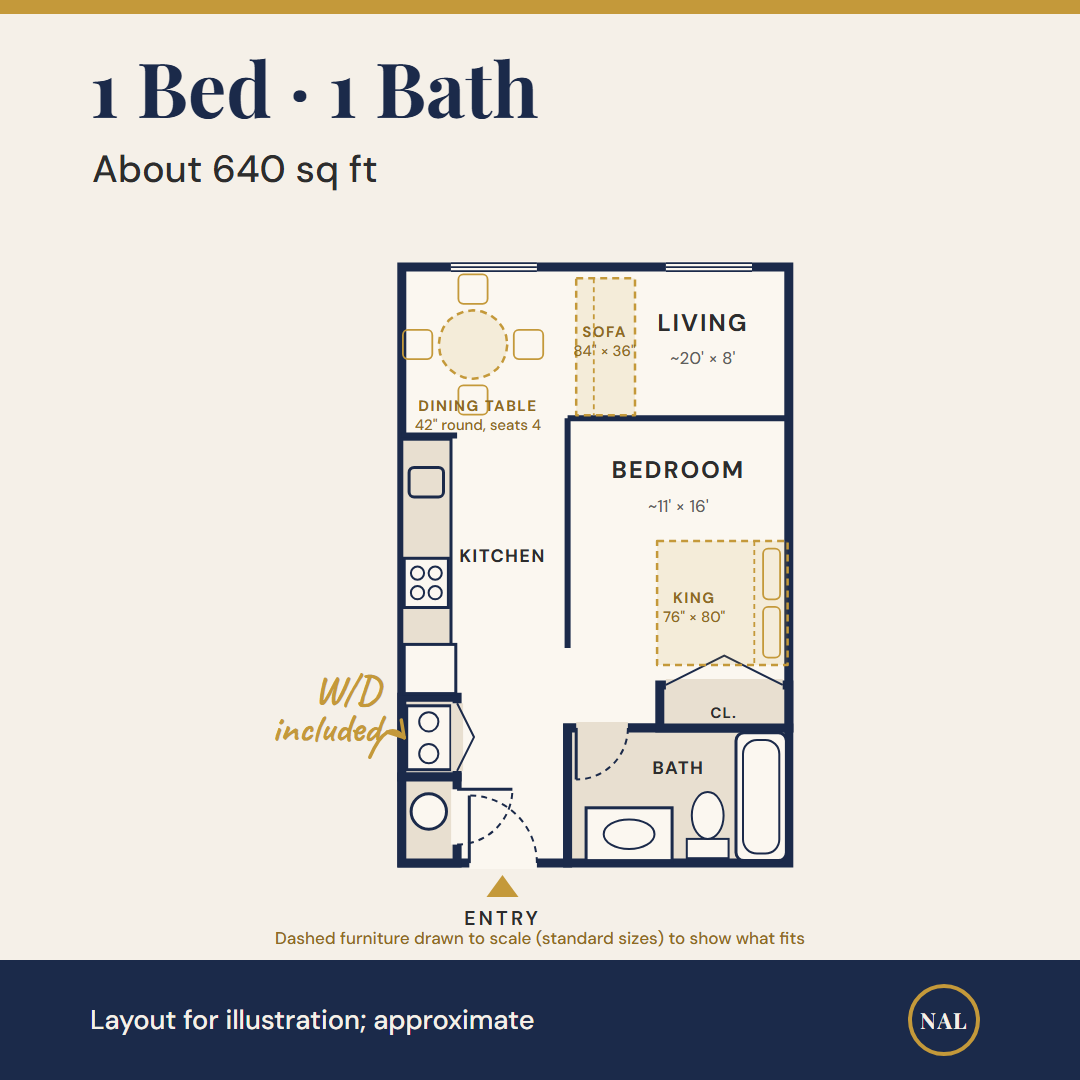 1 Bed · 1 Bath
About 640 sq ft
SOFA
84" × 36"
LIVING
~20' × 8'
DINING TABLE
42" round, seats 4
BEDROOM
~11' × 16'
KITCHEN
KING
76" × 80"
W/D
included
CL.
BATH
ENTRY
Dashed furniture drawn to scale (standard sizes) to show what fits
Layout for illustration; approximate
NAL